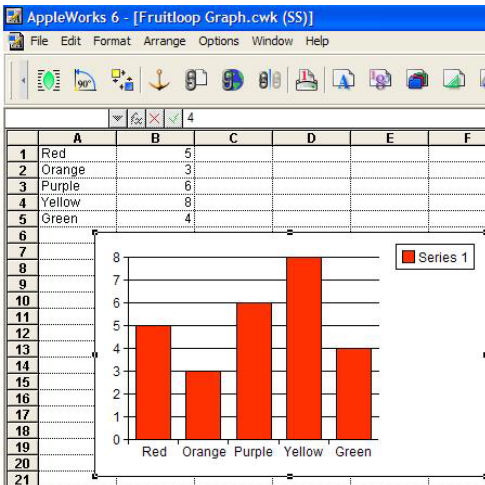 AppleWorks 6 - [Fruitloop Graph.cwk (SS)]
File Edit Format Arrange Options Window Help
90°
4
A B C D E F
1 Red 5
2 Orange 3
3 Purple 6
4 Yellow 8
5 Green 4
6
7
8
9
10
11
12
13
14
15
16
17
18
19
20
21
Series 1
8
7
6
5
4
3
2
1
0
Red Orange Purple Yellow Green